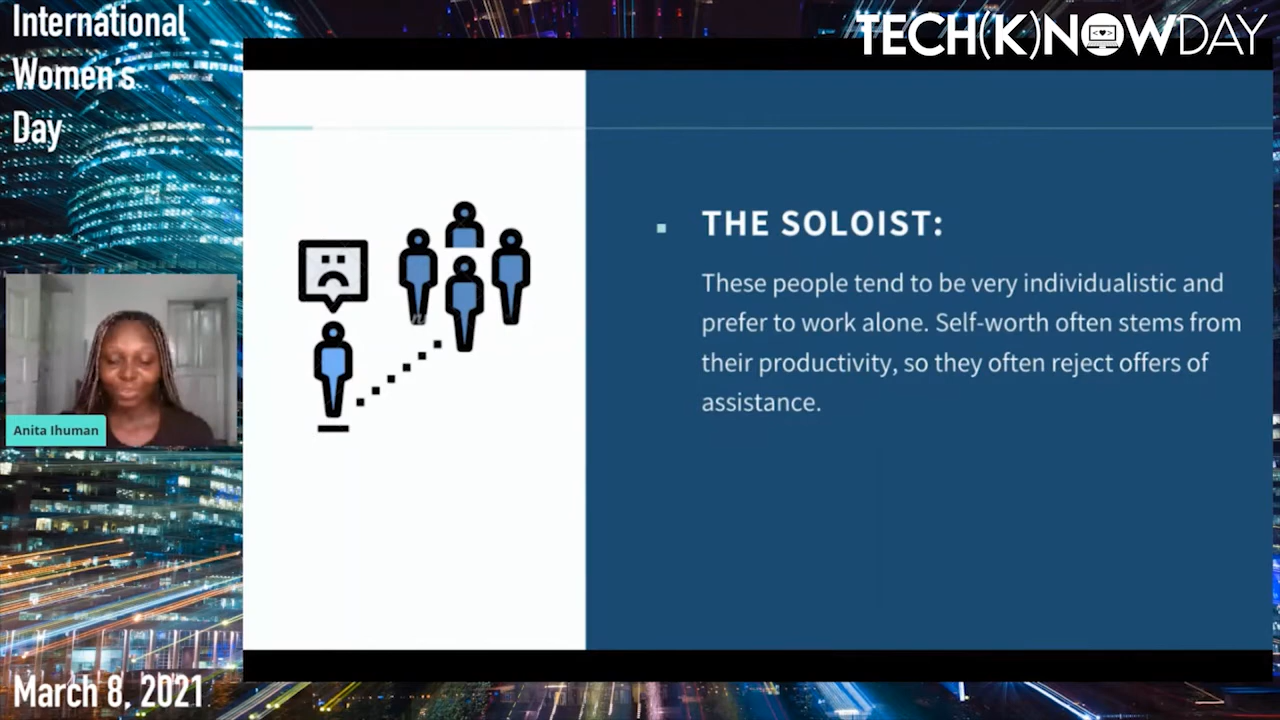 International
Women's
Day
TECH(K)NOWDAY
THE SOLOIST:
These people tend to be very individualistic and
prefer to work alone. Self-worth often stems from
their productivity, so they often reject offers of
assistance.
Anita Ihuman
March 8, 2021